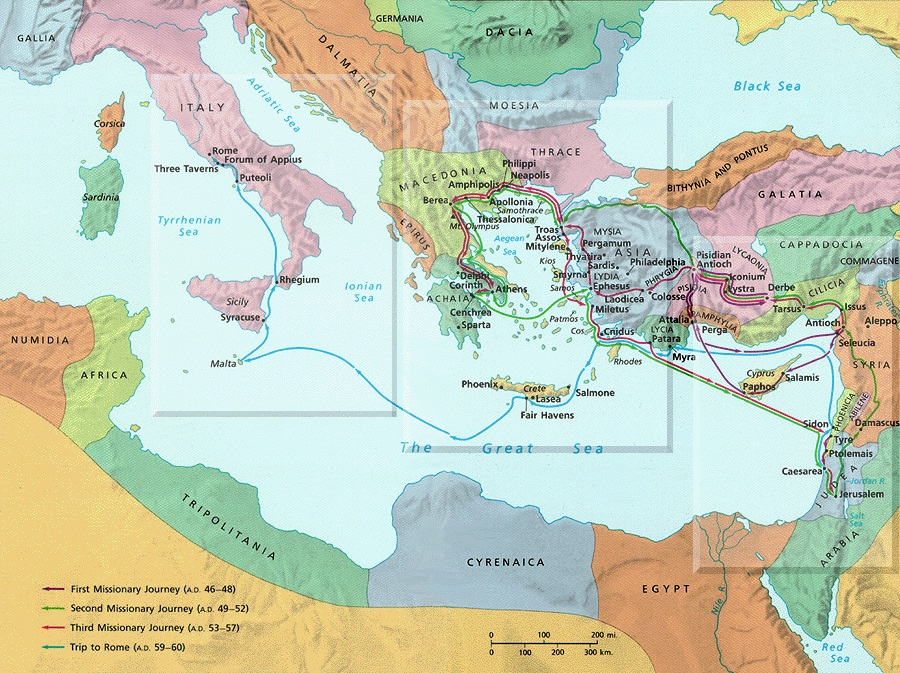 GALLIA
GERMANIA
DACIA
DALMATIA
ITALY
Adriatic Sea
MOESIA
Black Sea
Corsica
Rome
Forum of Appius
Three Taverns
Puteoli
THRACE
Philippi
Neapolis
MACEDONIA
Amphipolis
BITHYNIA AND PONTUS
GALATIA
Sardinia
Berea
Apollonia
Samothrace
Thessalonica
Mt. Olympus
Tyrrhenian
Sea
EPIRUS
Aegean
Sea
Troas
Assos
Mitylene
MYSIA
Pergamum
ASIA
Thyatira
Philadelphia
Sardis
Kios
LYDIA
Smyrna
Ephesus
PHRYGIA
Pisidian
Antioch
LYCAONIA
CAPPADOCIA
COMMAGENE
Iconium
Lystra
Derbe
CILICIA
Ionian
Sea
Rhegium
Sicily
Syracuse
Delphi
Corinth
Athens
ACHAIA
Cenchrea
Sparta
Samos
Laodicea
Colosse
Miletus
PISIDIA
Patmos
Cos
Cnidus
Attalia
PAMPHYLIA
Perga
LYCIA
Patara
Myra
Rhodes
Tarsus
Issus
Euphrates R.
Antioch
Aleppo
Seleucia
SYRIA
NUMIDIA
AFRICA
Malta
Phoenix
Crete
Lasea
Salmone
Fair Havens
Cyprus
Salamis
Paphos
PHOENICIA
ABILENE
Sidon
Damascus
Tyre
Ptolemais
The Great Sea
Caesarea
JUDEA
Jordan R.
Jerusalem
Salt
Sea
ARABIA
TRIPOLITANIA
CYRENAICA
EGYPT
Nile R.
Red
Sea
First Missionary Journey (A.D. 46–48)
Second Missionary Journey (A.D. 49–52)
Third Missionary Journey (A.D. 53–57)
Trip to Rome (A.D. 59–60)
0 100 200 mi.
0 100 200 300 km.